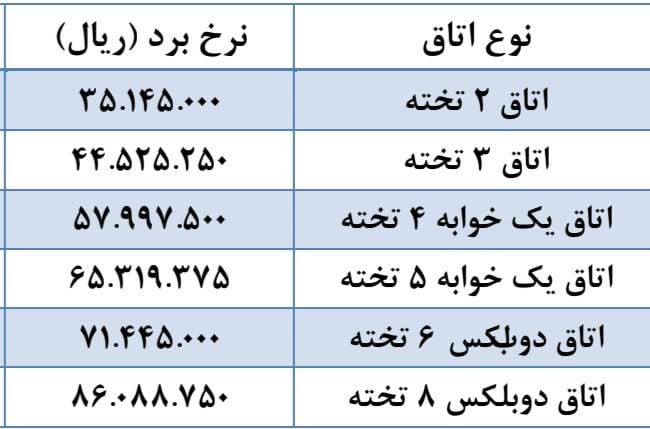 نوع اتاق	نرخ برد (ریال)
اتاق ۲ تخته	۳۵.۱۴۵.۰۰۰
اتاق ۳ تخته	۴۴.۵۲۵.۲۵۰
اتاق یک خوابه ۴ تخته	۵۷.۹۹۷.۵۰۰
اتاق یک خوابه ۵ تخته	۶۵.۳۱۹.۳۷۵
اتاق دوبلکس ۶ تخته	۷۱.۴۴۵.۰۰۰
اتاق دوبلکس ۸ تخته	۸۶.۰۸۸.۷۵۰